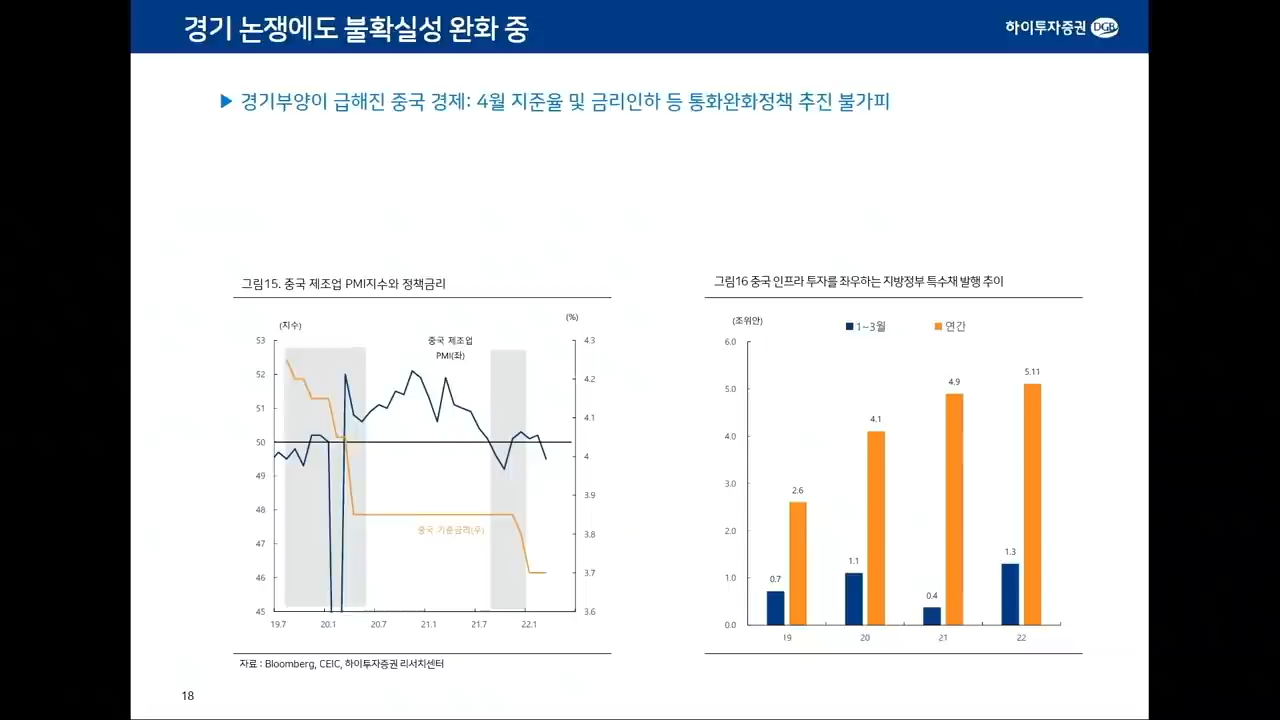 경기 논쟁에도 불확실성 완화 중
하이투자증권 DGB
▶ 경기부양이 급해진 중국 경제: 4월 지준율 및 금리인하 등 통화완화정책 추진 불가피
그림15. 중국 제조업 PMI지수와 정책금리
(지수)
(%)
중국 제조업
PMI(좌)
53
52
51
50
49
48
47
46
45
4.3
4.2
4.1
4
3.9
3.8
3.7
3.6
중국 기준금리(우)
19.7 20.1 20.7 21.1 21.7 22.1
자료 : Bloomberg, CEIC, 하이투자증권 리서치센터
그림16 중국 인프라 투자를 좌우하는 지방정부 특수채 발행 추이
(조위안)
1~3월 연간
6.0
5.0
4.0
3.0
2.0
1.0
0.0
0.7 2.6 1.1 4.1 0.4 4.9 1.3 5.11
19 20 21 22
18